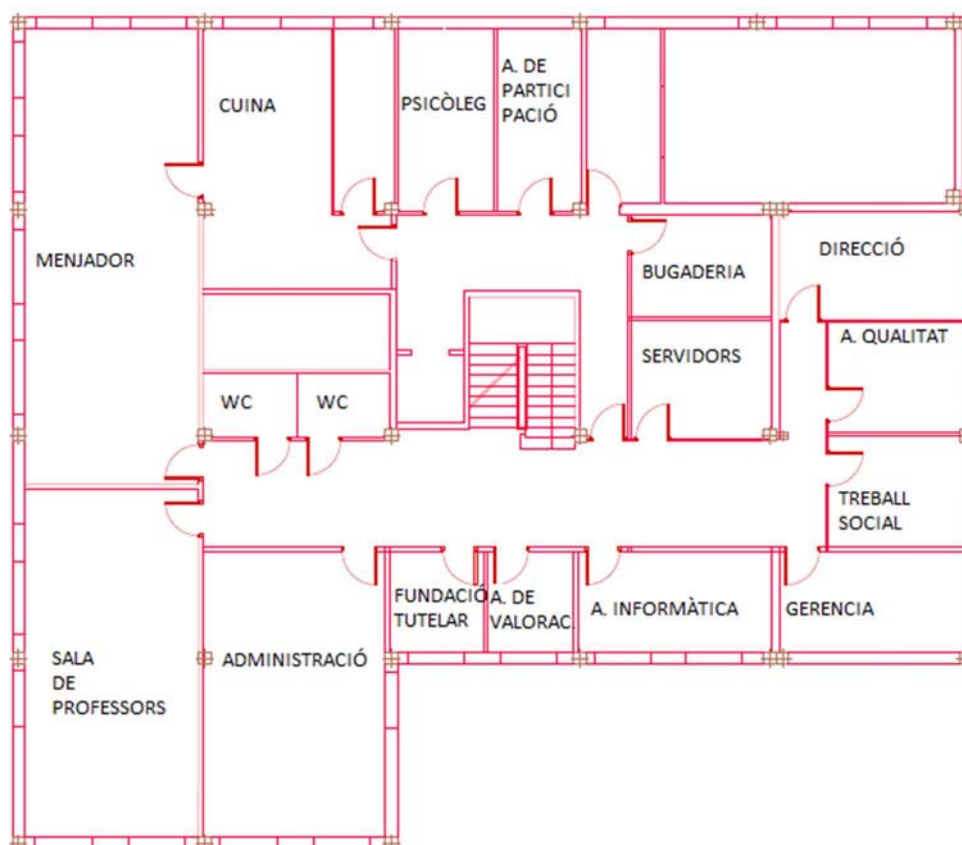 CUINA
PSICÒLEG
A. DE
PARTICI
PACIÓ
MENJADOR
BUGADERIA
DIRECCIÓ
SERVIDORS
A. QUALITAT
WC
WC
TREBALL
SOCIAL
FUNDACIÓ
TUTELAR
A. DE
VALORAC.
A. INFORMÀTICA
GERENCIA
SALA
DE
PROFESSORS
ADMINISTRACIÓ